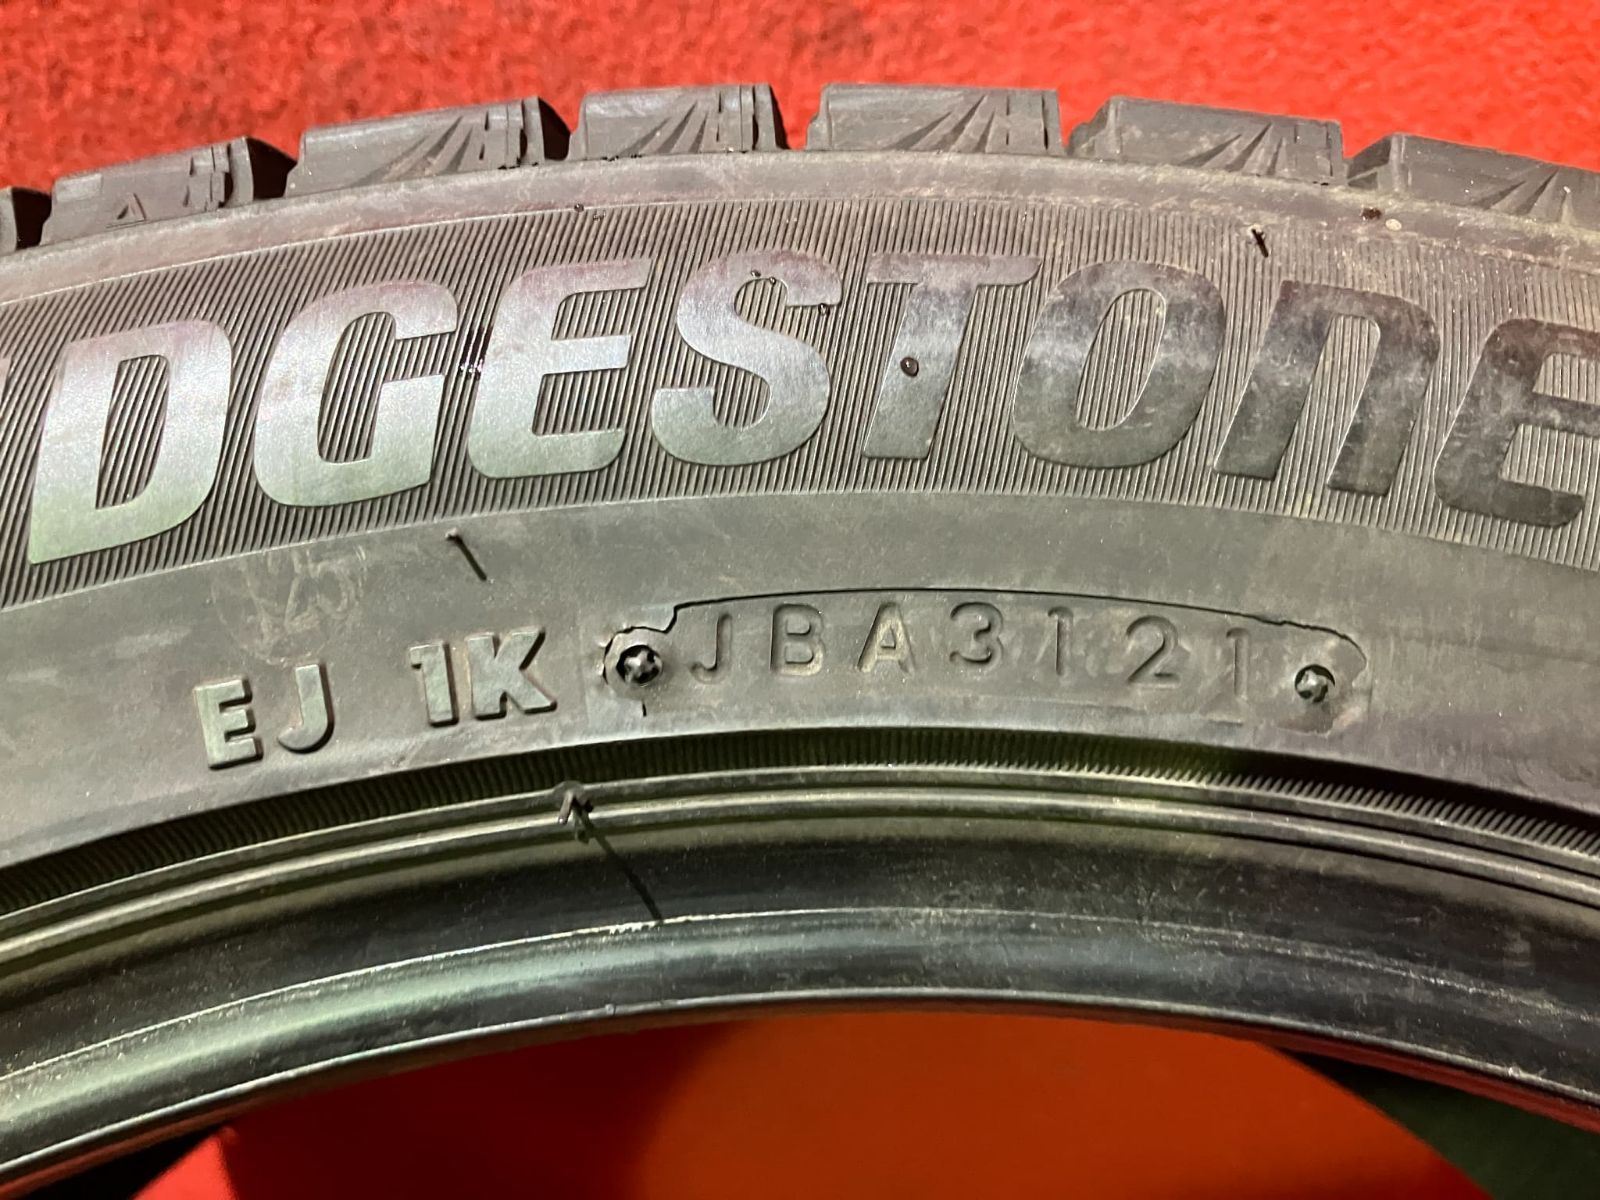 DGESTONE
EJ 1K JBA3121